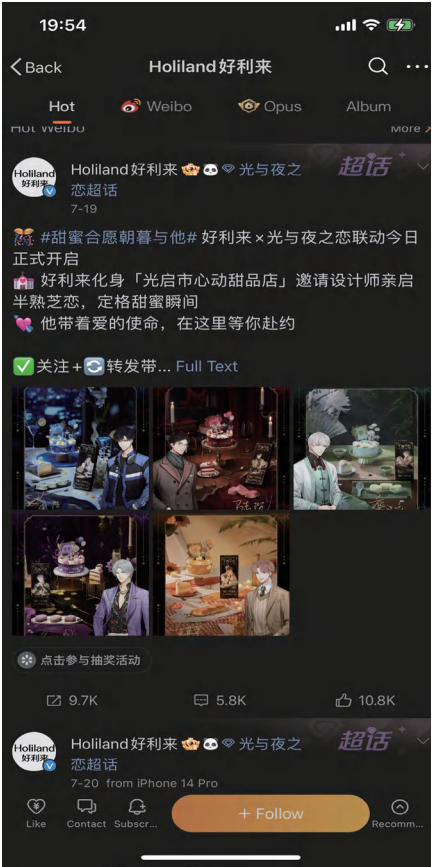 19:54
Back
Holiland好利来
Hot
Weibo
Opus
Album
Hot Weibo
More
Holiland
好利来
Holiland好利来
光与夜之
恋超话
超话
7-19
#甜蜜合愿朝暮与他# 好利来×光与夜之恋联动今日
正式开启
好利来化身「光启市心动甜品店」邀请设计师亲启
半熟芝恋，定格甜蜜瞬间
他带着爱的使命，在这里等你赴约
关注+转发带... Full Text
点击参与抽奖活动
9.7K
5.8K
10.8K
Holiland
好利来
Holiland好利来
光与夜之
恋超话
超话
7-20 from iPhone 14 Pro
Like
Contact
Subscr...
+ Follow
Recomm...